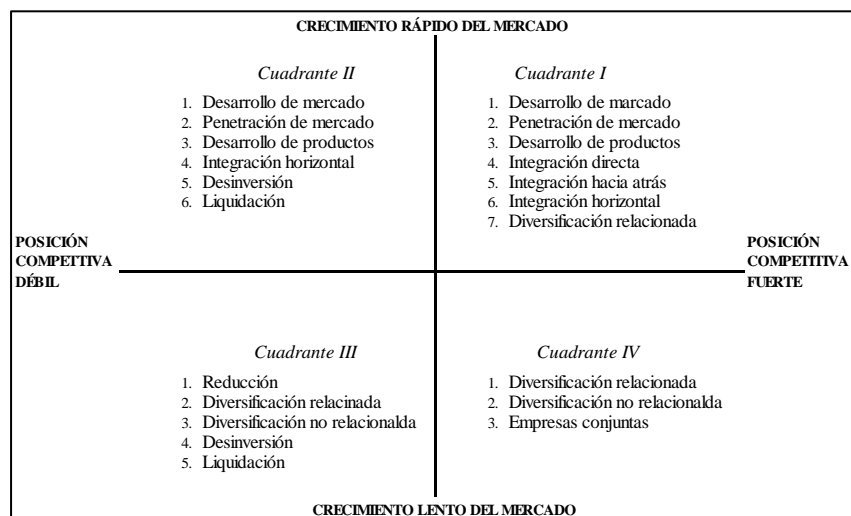 CRECIMIENTO RÁPIDO DEL MERCADO
Cuadrante II
1. Desarrollo de mercado
2. Penetración de mercado
3. Desarrollo de productos
4. Integración horizontal
5. Desinversión
6. Liquidación
Cuadrante I
1. Desarrollo de marcado
2. Penetración de mercado
3. Desarrollo de productos
4. Integración directa
5. Integración hacia atrás
6. Integración horizontal
7. Diversificación relacionada
POSICIÓN
COMPETTIVA
DÉBIL
POSICIÓN
COMPETITIVA
FUERTE
Cuadrante III
1. Reducción
2. Diversificación relacinada
3. Diversificación no relacionalda
4. Desinversión
5. Liquidación
Cuadrante IV
1. Diversificación relacionada
2. Diversificación no relacionalda
3. Empresas conjuntas
CRECIMIENTO LENTO DEL MERCADO